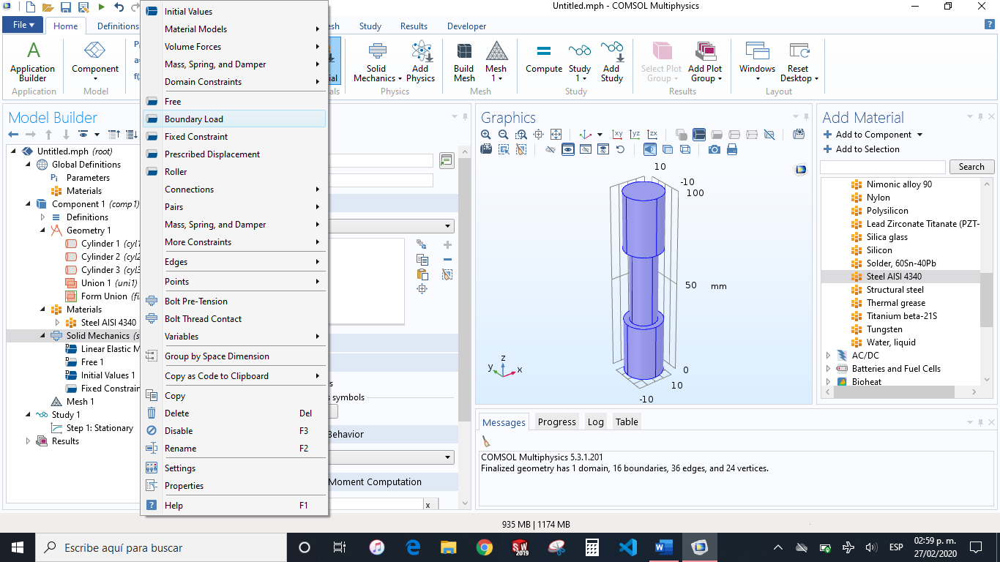 Untitled.mph - COMSOL Multiphysics
File
Home
Definitions
Study
Results
Developer
Application
Builder
Application
Component
Model
Solid
Mechanics
Add
Physics
Physics
Build
Mesh
Mesh
1
Mesh
Compute
Study
1
Add
Study
Study
Select Plot
Group
Add Plot
Group
Results
Windows
Reset
Desktop
Layout
Initial Values
Material Models
Volume Forces
Mass, Spring, and Damper
Domain Constraints
Free
Boundary Load
Fixed Constraint
Prescribed Displacement
Roller
Connections
Pairs
Mass, Spring, and Damper
More Constraints
Edges
Points
Bolt Pre-Tension
Bolt Thread Contact
Variables
Group by Space Dimension
Copy as Code to Clipboard
Copy
Delete Del
Disable F3
Rename F2
Settings
Properties
Help F1
Model Builder
Untitled.mph (root)
Global Definitions
Parameters
Materials
Component 1 (comp1)
Definitions
Geometry 1
Cylinder 1 (cyl1
Cylinder 2 (cyl2
Cylinder 3 (cyl3
Union 1 (uni1)
Form Union (fi
Materials
Steel AISI 4340
Solid Mechanics (s
Linear Elastic M
Free 1
Initial Values 1
Fixed Constrain
Mesh 1
Study 1
Step 1: Stationary
Results
s symbols
Behavior
Moment Computation
x
Graphics
xy
yz
zx
10
-10
100
50
mm
0
10
-10
z
y
x
Messages
Progress
Log
Table
COMSOL Multiphysics 5.3.1.201
Finalized geometry has 1 domain, 16 boundaries, 36 edges, and 24 vertices.
Add Material
Add to Component
Add to Selection
Search
Nimonic alloy 90
Nylon
Polysilicon
Lead Zirconate Titanate (PZT-
Silica glass
Silicon
Solder, 60Sn-40Pb
Steel AISI 4340
Structural steel
Thermal grease
Titanium beta-21S
Tungsten
Water, liquid
AC/DC
Batteries and Fuel Cells
Bioheat
935 MB | 1174 MB
Escribe aquí para buscar
SW
2019
ESP
02:59 p. m.
27/02/2020